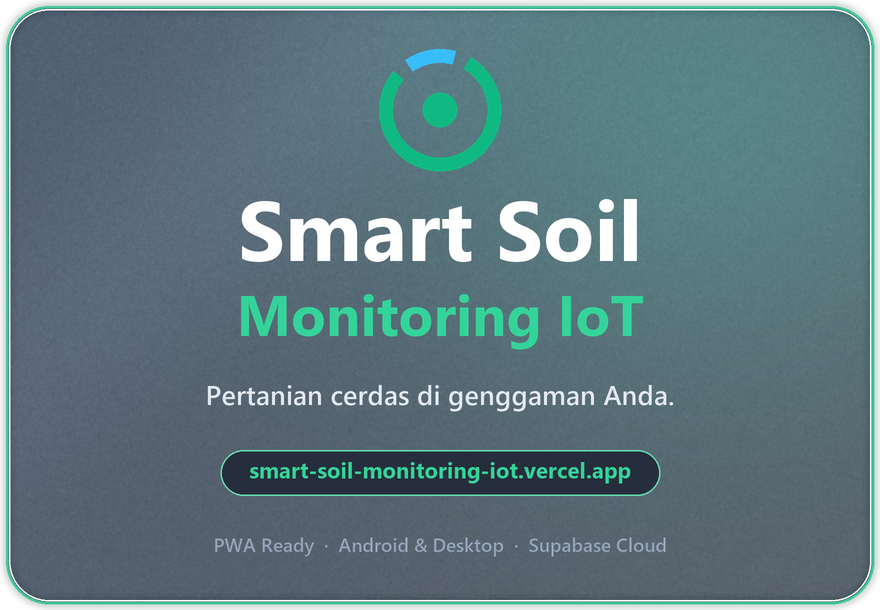 Smart Soil
Monitoring IoT
Pertanian cerdas di genggaman Anda.
smart-soil-monitoring-iot.vercel.app
PWA Ready · Android & Desktop · Supabase Cloud